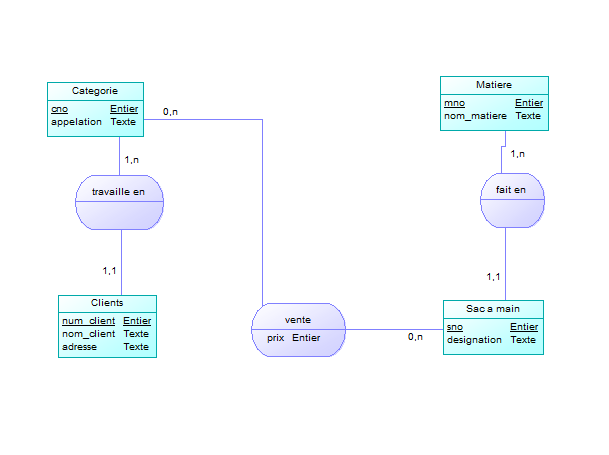 Categorie
cno Entier
appelation Texte
0,n
1,n
travaille en
1,1
Clients
num_client Entier
nom_client Texte
adresse Texte
vente
prix Entier
0,n
Matiere
mno Entier
nom_matiere Texte
1,n
fait en
1,1
Sac a main
sno Entier
designation Texte